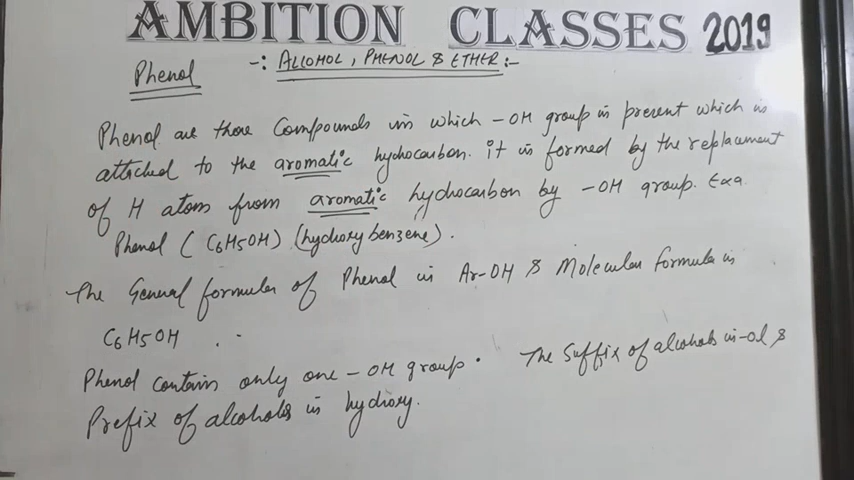 AMBITION CLASSES 2019
-: ALCOHOL, PHENOL & ETHER:-
Phenol
Phenol are those Compounds in which -OH group is present which is
attached to the aromatic hydrocarbon. it is formed by the replacement
of H atom from aromatic hydrocarbon by -OH group. Exa.
Phenol ( C6H5OH) (hydroxy benzene).
The General formula of Phenol is Ar-OH & Molecular formula is
C6H5OH . .
Phenol contain only one -OH group. The Suffix of alcohols is -ol &
Prefix of alcohols is hydroxy.